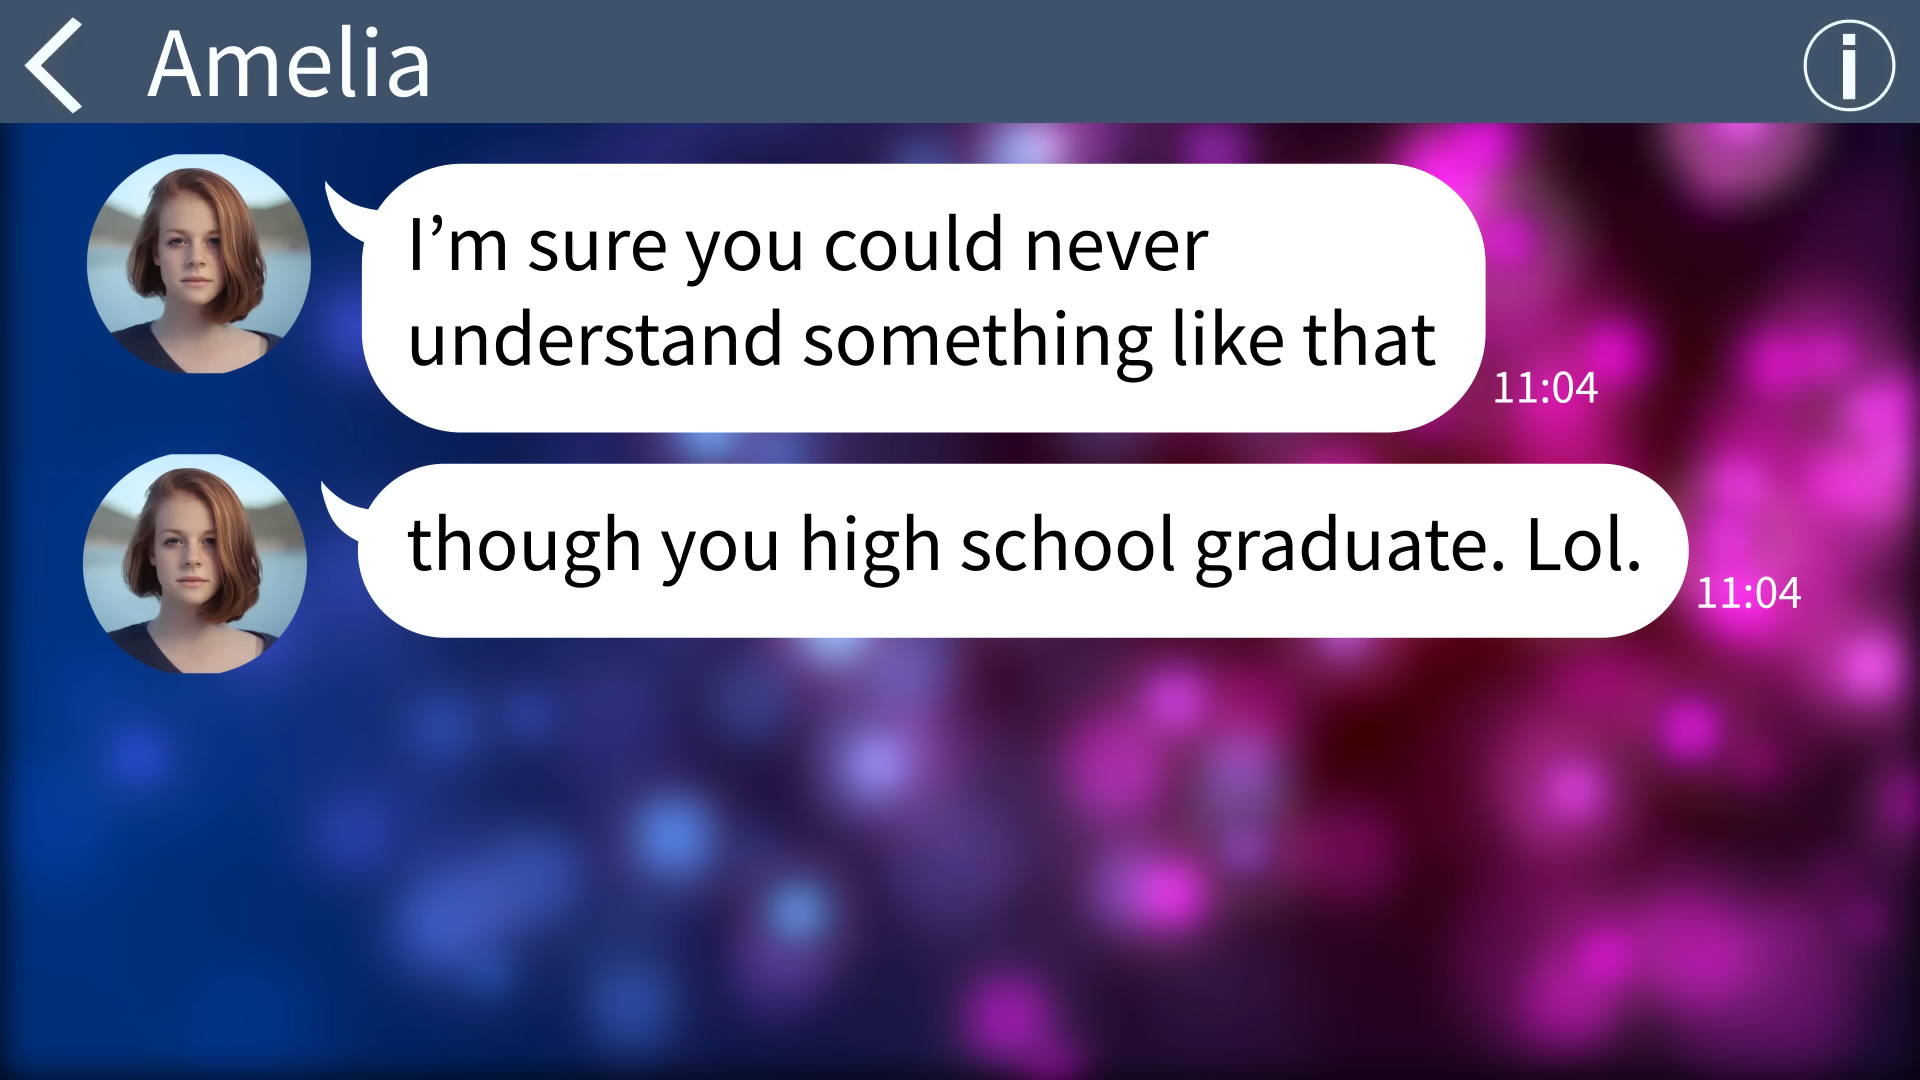 Amelia
I’m sure you could never
understand something like that
11:04
though you high school graduate. Lol.
11:04